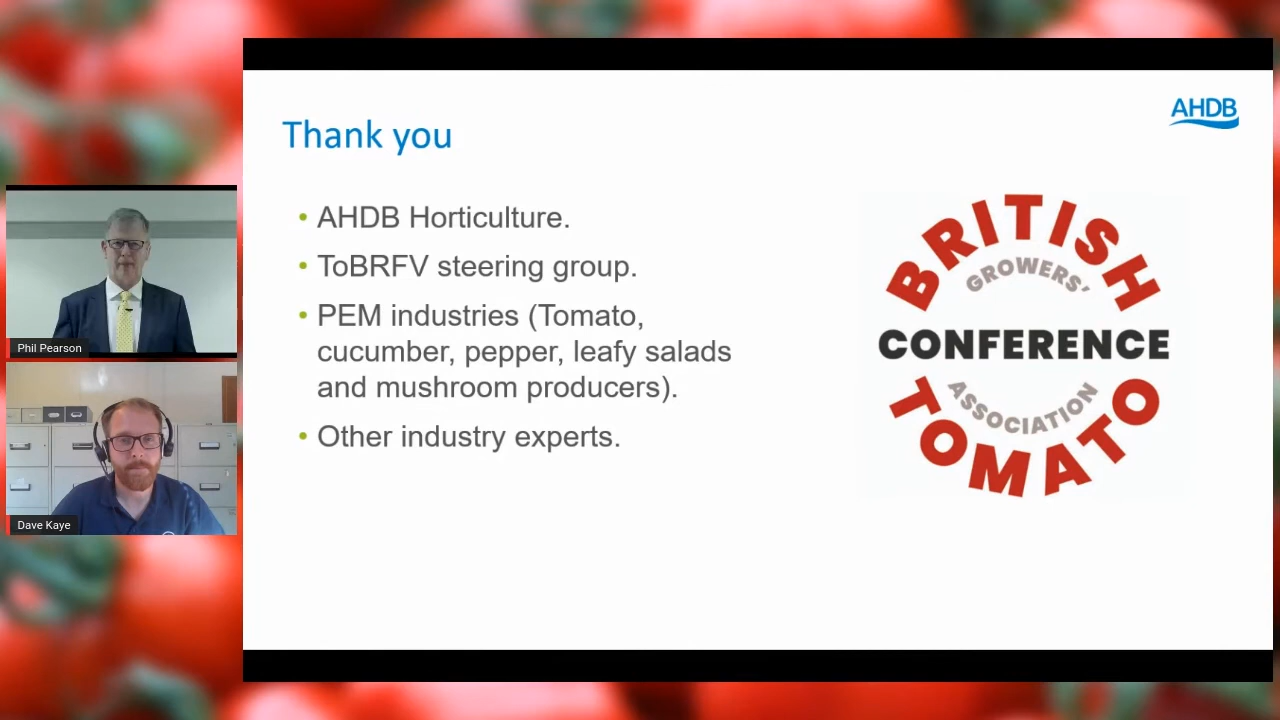 Thank you
AHDB
• AHDB Horticulture.
• ToBRFV steering group.
• PEM industries (Tomato,
cucumber, pepper, leafy salads
and mushroom producers).
• Other industry experts.
BRITISH
GROWERS'
CONFERENCE
ASSOCIATION
TOMATO
Phil Pearson
Dave Kaye